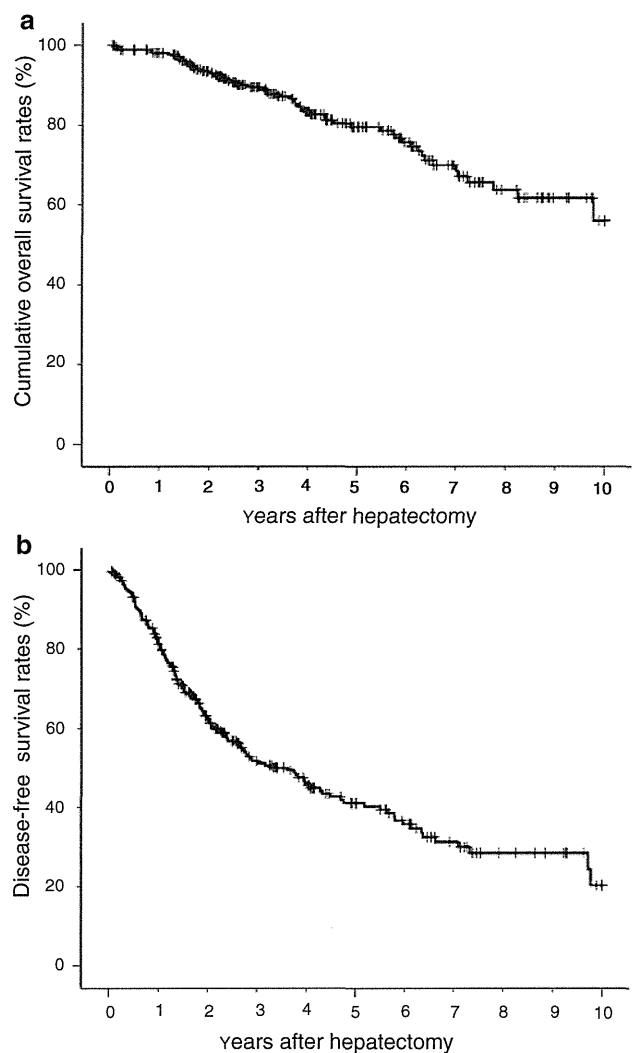 a
Cumulative overall survival rates (%)
100
80
60
40
20
0
0 1 2 3 4 5 6 7 8 9 10
Years after hepatectomy
b
Disease-free survival rates (%)
100
80
60
40
20
0
0 1 2 3 4 5 6 7 8 9 10
Years after hepatectomy